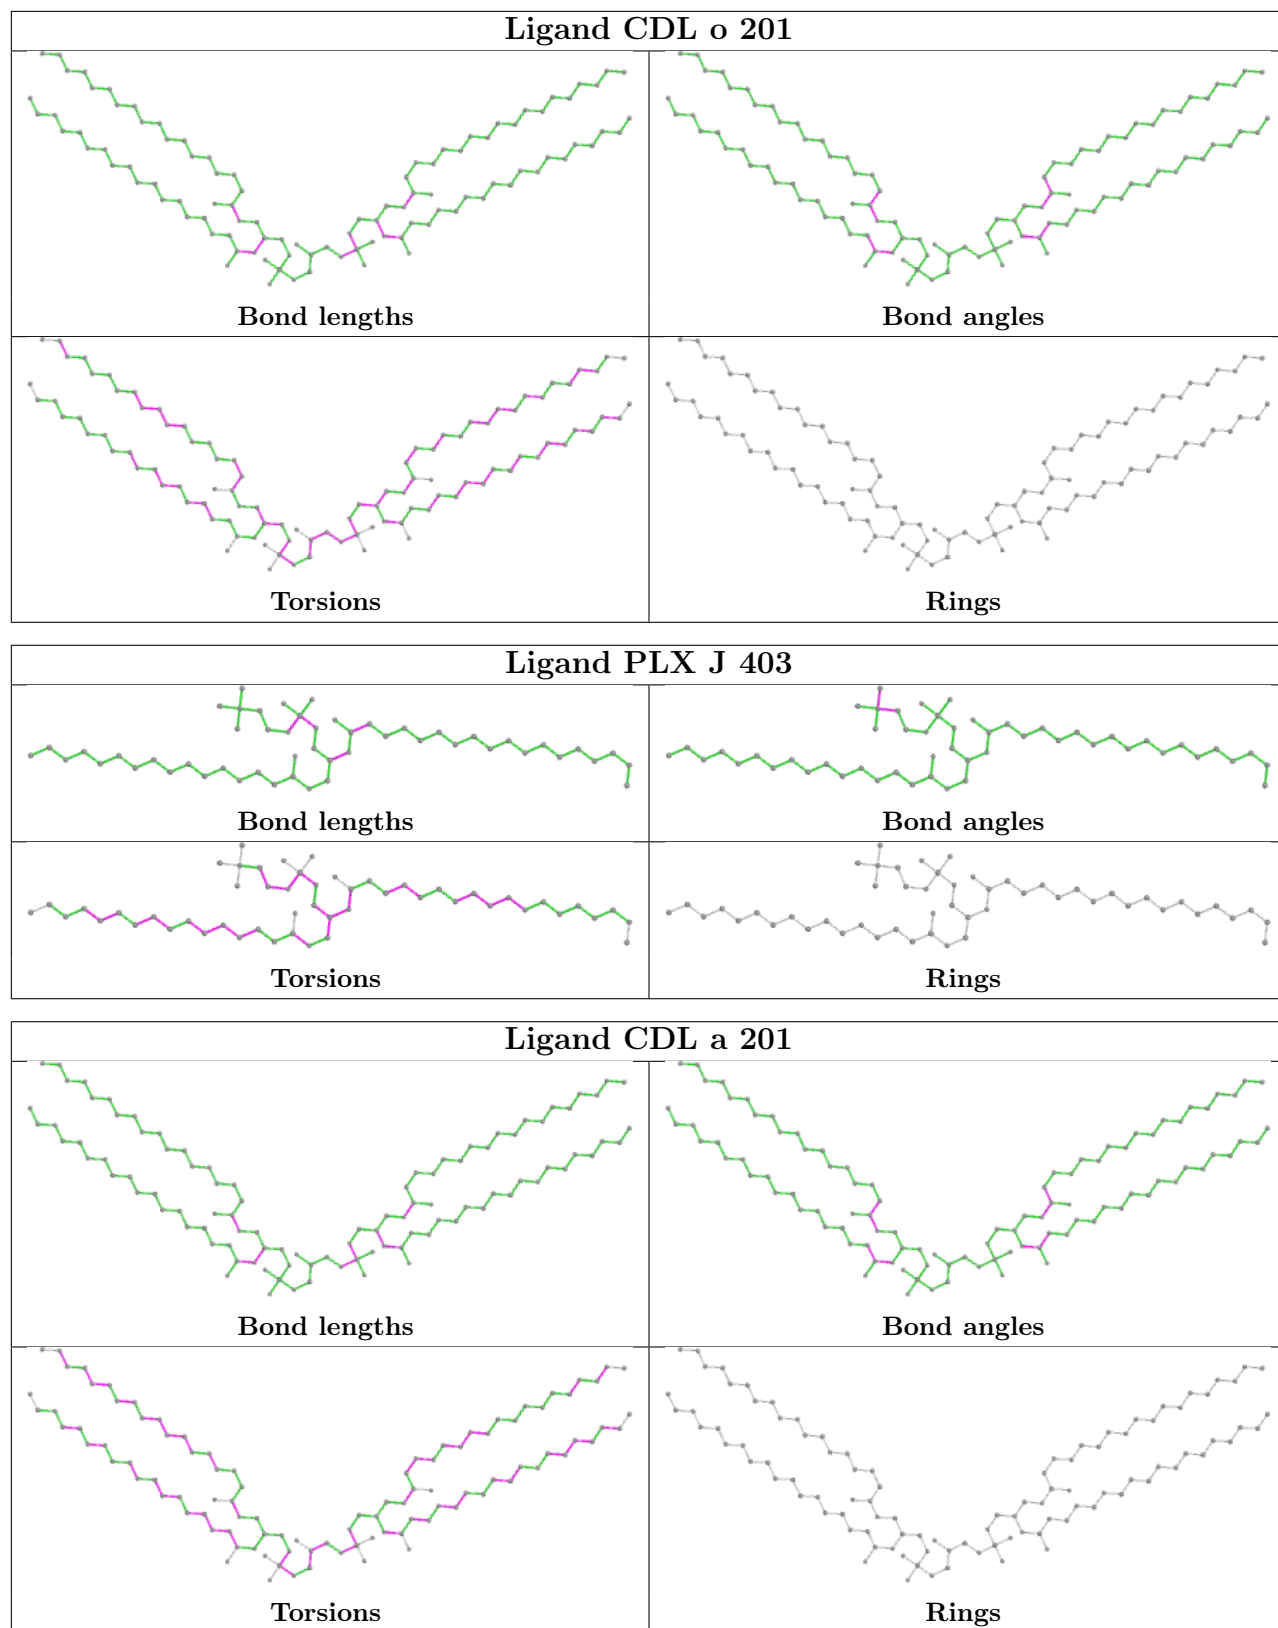 Ligand CDL o 201
Bond lengths
Bond angles
Torsions
Rings
Ligand PLX J 403
Bond lengths
Bond angles
Torsions
Rings
Ligand CDL a 201
Bond lengths
Bond angles
Torsions
Rings